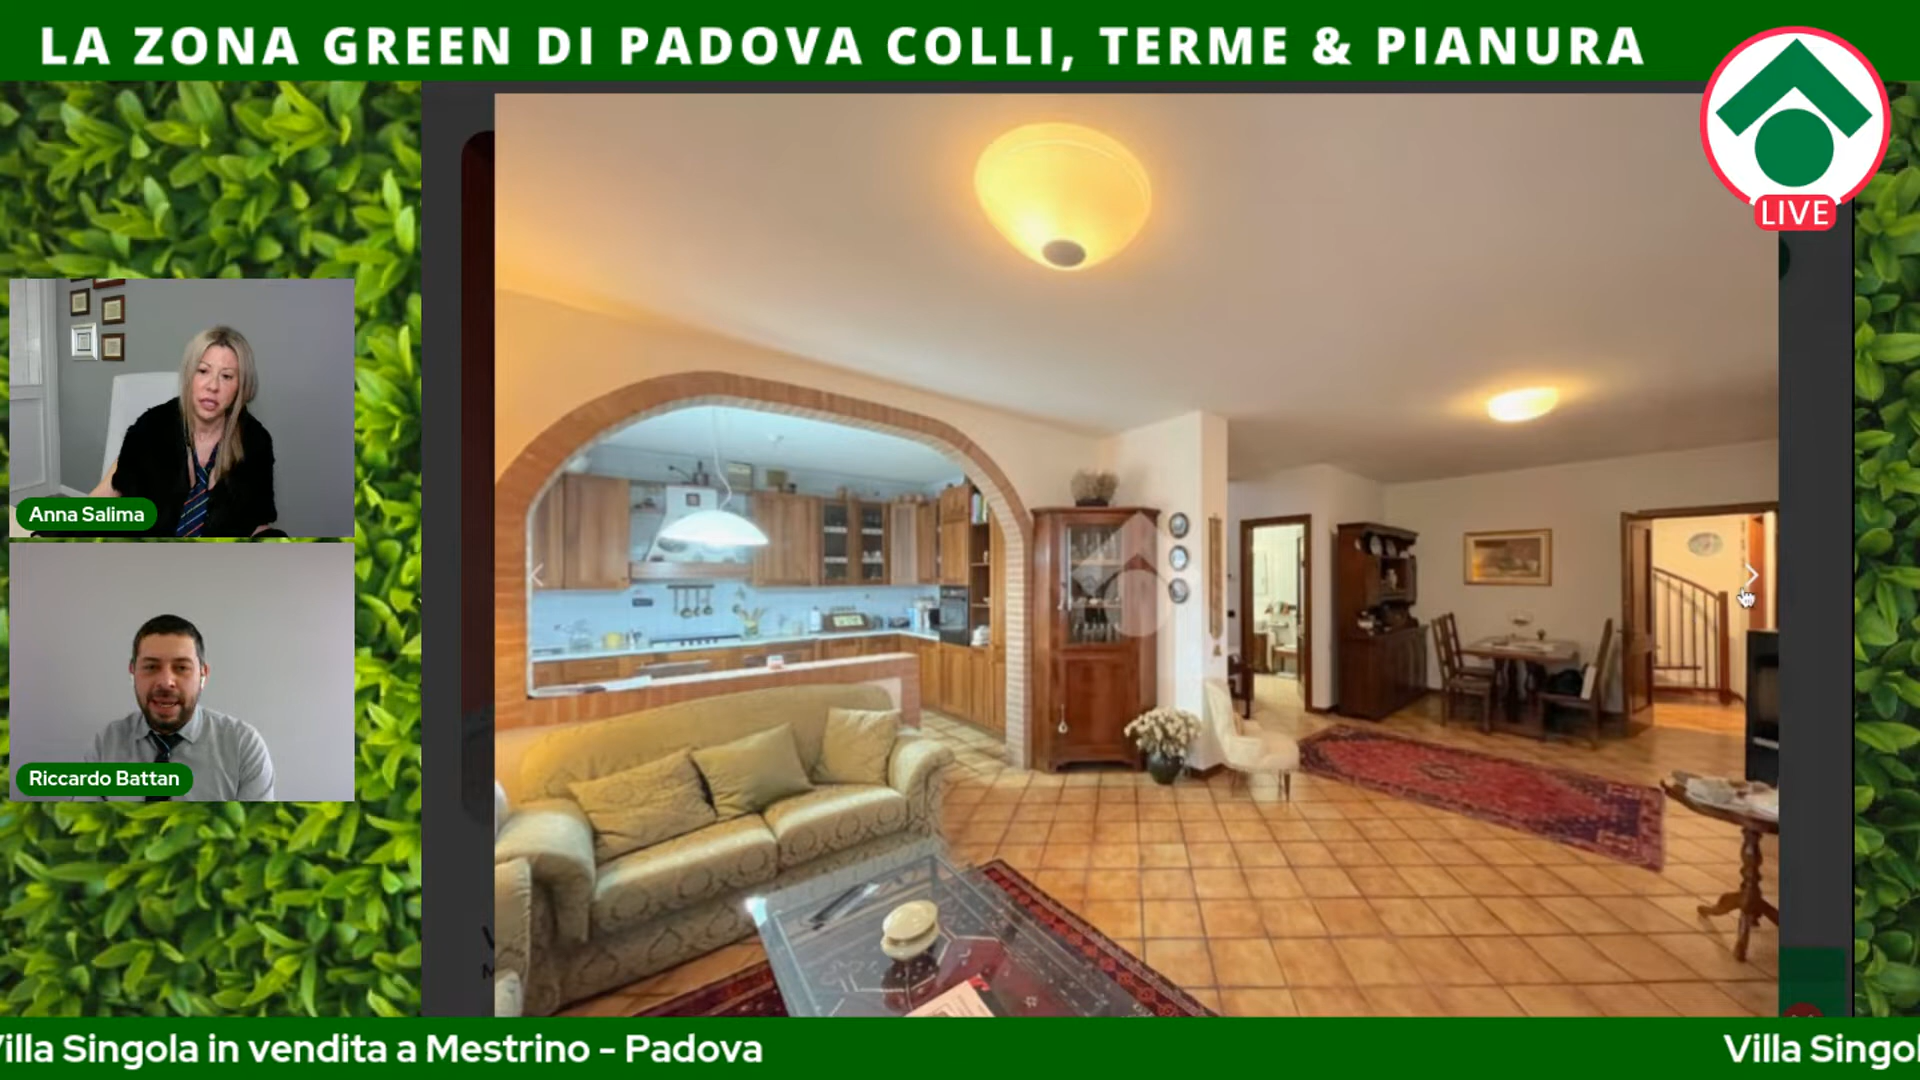 LA ZONA GREEN DI PADOVA COLLI, TERME & PIANURA
LIVE
Anna Salima
Riccardo Battan
Villa Singola in vendita a Mestrino - Padova
Villa Singol